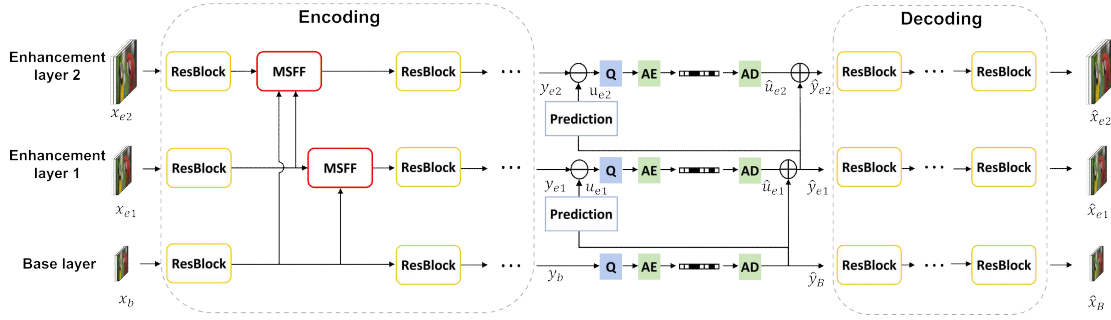 Encoding
Decoding
Enhancement
layer 2
ResBlock
MSFF
ResBlock
...
Q
AE
AD
ResBlock
...
ResBlock
x_{e2}
y_{e2}
u_{e2}
û_{e2}
ŷ_{e2}
x̂_{e2}
Prediction
Enhancement
layer 1
ResBlock
MSFF
ResBlock
...
Q
AE
AD
ResBlock
...
ResBlock
x_{e1}
y_{e1}
u_{e1}
û_{e1}
ŷ_{e1}
x̂_{e1}
Prediction
Base layer
ResBlock
ResBlock
...
Q
AE
AD
ResBlock
...
ResBlock
x_b
y_b
ŷ_B
x̂_B